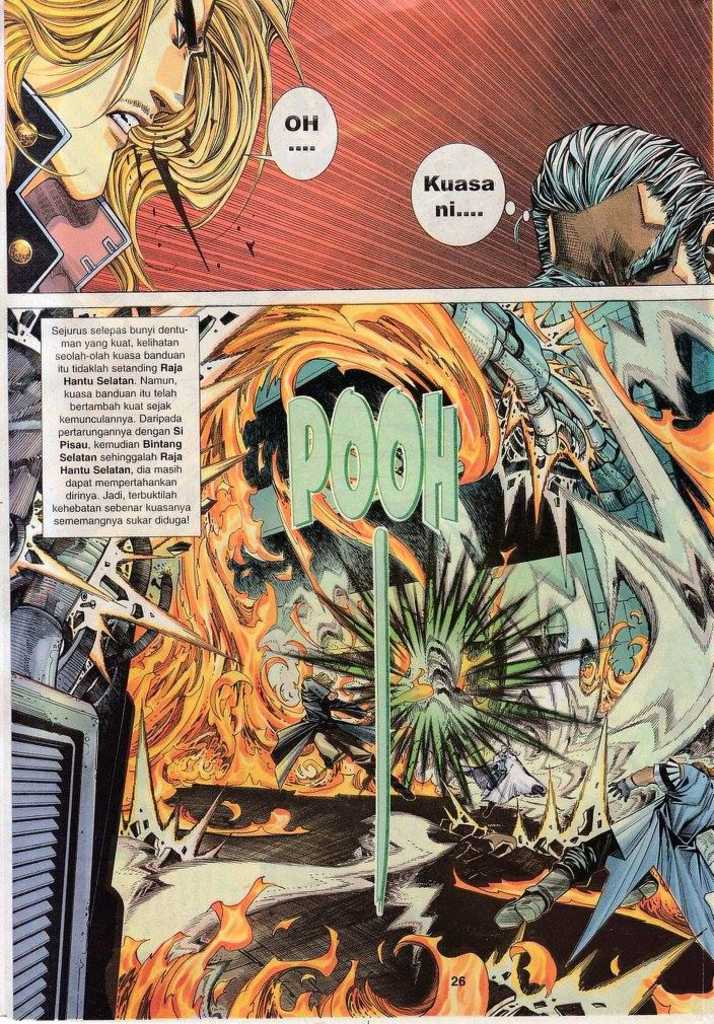 OH
....
Kuasa
ni....
Sejurus selepas bunyi dentu-
man yang kuat, kelihatan
seolah-olah kuasa banduan
itu tidaklah setanding Raja
Hantu Selatan. Namun,
kuasa banduan itu telah
bertambah kuat sejak
kemunculannya. Daripada
pertarungannya dengan Si
Pisau, kemudian Bintang
Selatan sehinggalah Raja
Hantu Selatan, dia masih
dapat mempertahankan
dirinya. Jadi, terbuktilah
kehebatan sebenar kuasanya
sememangnya sukar diduga!
POOH
26